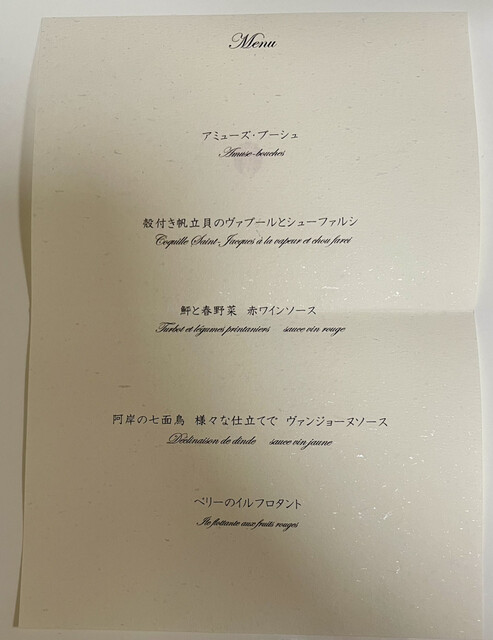 Menu
アミューズ・ブーシュ
Amuse-bouches
殻付き帆立貝のヴァプールとシューファルシ
Coquille Saint-Jacques à la vapeur et chou farci
鮃と春野菜 赤ワインソース
Turbot et légumes printaniers sauce vin rouge
阿岸の七面鳥 様々な仕立てで ヴァンジョーヌソース
Déclinaison de dinde sauce vin jaune
ベリーのイルフロタント
Ile flottante aux fruits rouges